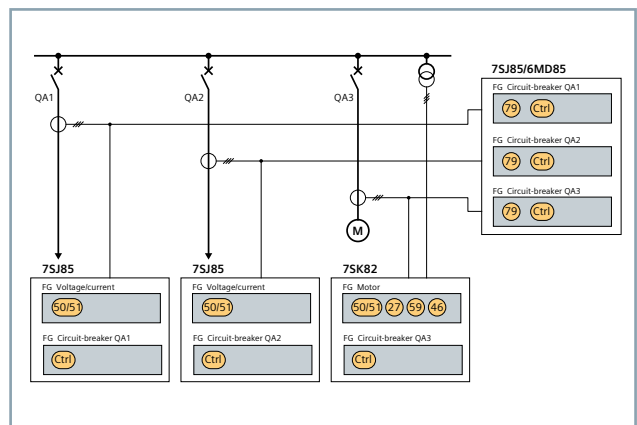 7SJ85/6MD85
FG Circuit-breaker QA1
79 Ctrl
FG Circuit-breaker QA2
79 Ctrl
FG Circuit-breaker QA3
79 Ctrl
QA1
QA2
QA3
M
7SJ85
FG Voltage/current
50/51
FG Circuit-breaker QA1
Ctrl
7SJ85
FG Voltage/current
50/51
FG Circuit-breaker QA2
Ctrl
7SK82
FG Motor
50/51 27 59 46
FG Circuit-breaker QA3
Ctrl